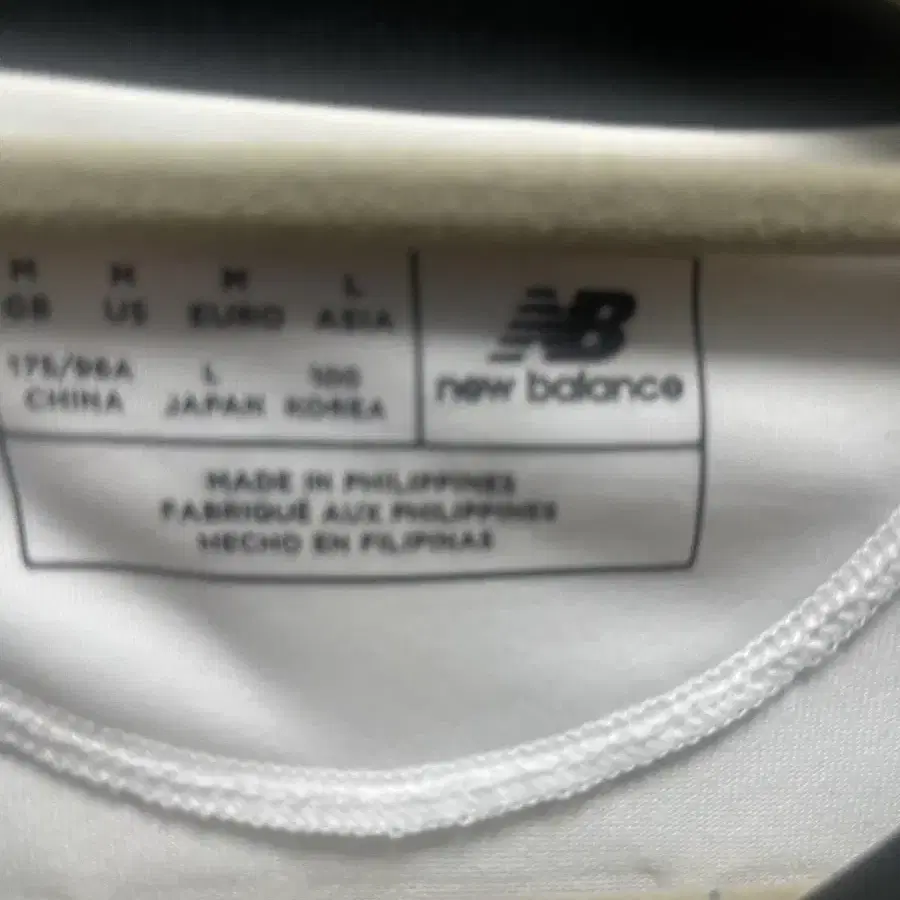 M M M L
GB US EURO ASIA
175/96A L 100
CHINA JAPAN KOREA
NB
new balance
MADE IN PHILIPPINES
FABRIQUÉ AUX PHILIPPINES
HECHO EN FILIPINAS